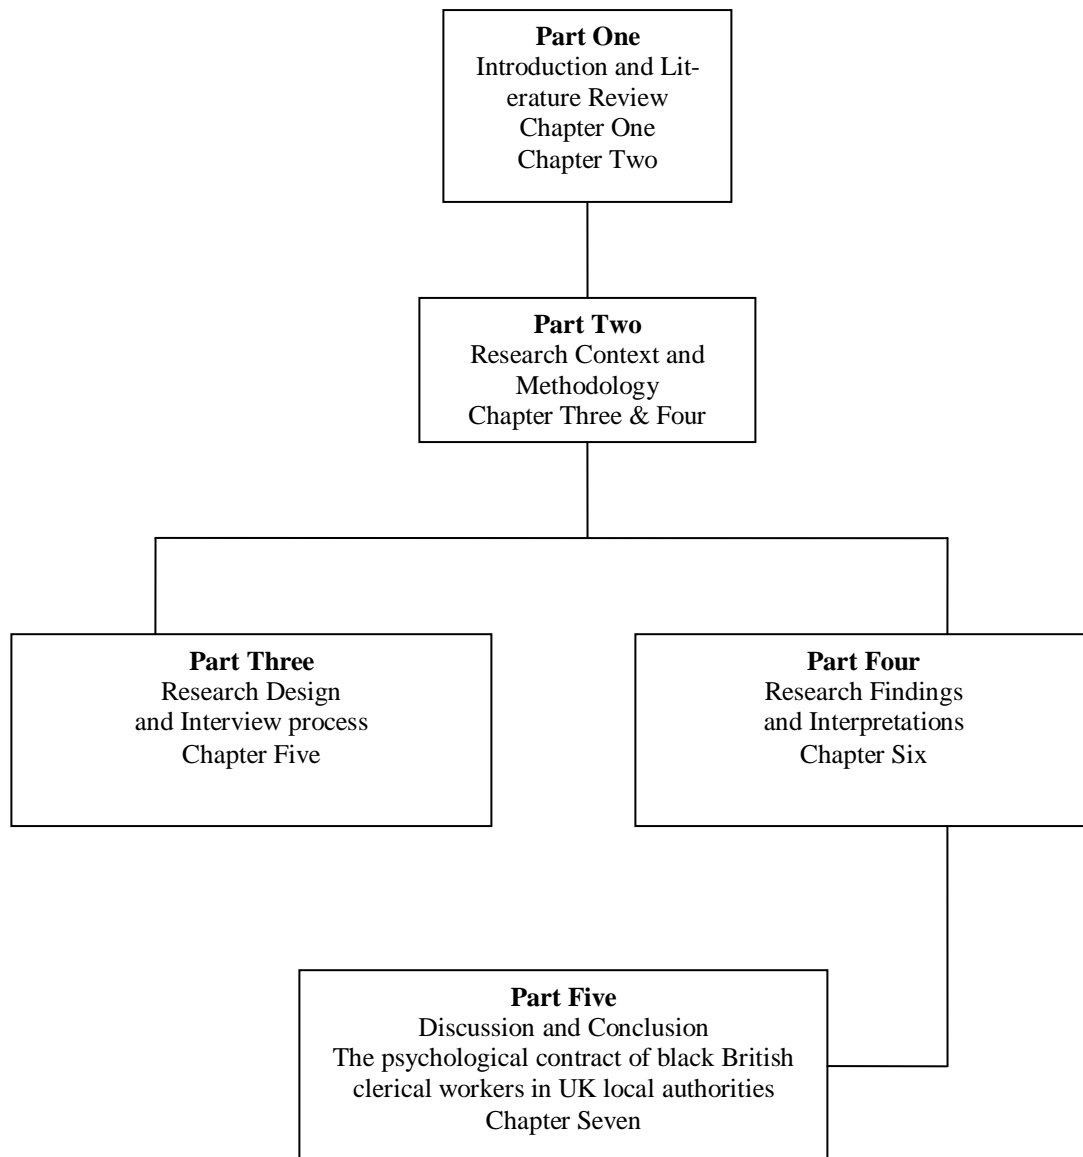 Part One
Introduction and Lit-
erature Review
Chapter One
Chapter Two
Part Two
Research Context and
Methodology
Chapter Three & Four
Part Three
Research Design
and Interview process
Chapter Five
Part Four
Research Findings
and Interpretations
Chapter Six
Part Five
Discussion and Conclusion
The psychological contract of black British
clerical workers in UK local authorities
Chapter Seven